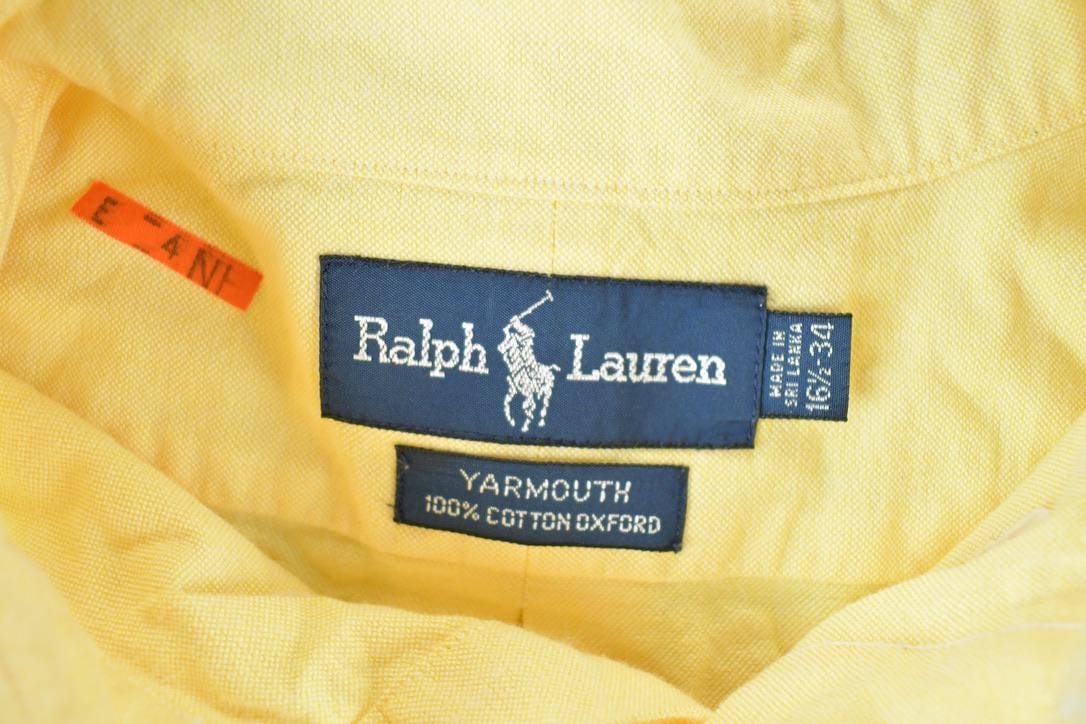 Ralph Lauren
MADE IN
SRI LANKA
16½-34
YARMOUTH
100% COTTON OXFORD